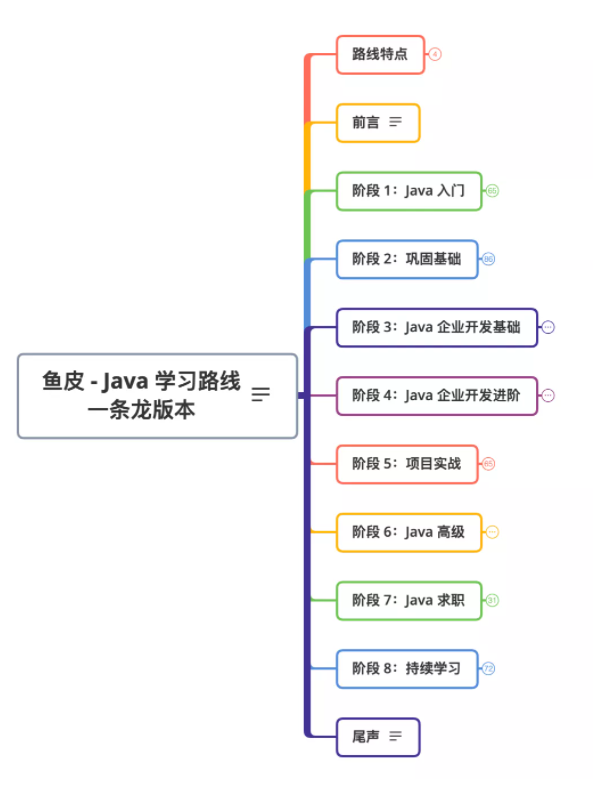 路线特点 4
前言
阶段 1：Java 入门 65
阶段 2：巩固基础 86
阶段 3：Java 企业开发基础
鱼皮 - Java 学习路线
一条龙版本
阶段 4：Java 企业开发进阶
阶段 5：项目实战 65
阶段 6：Java 高级
阶段 7：Java 求职 31
阶段 8：持续学习 72
尾声